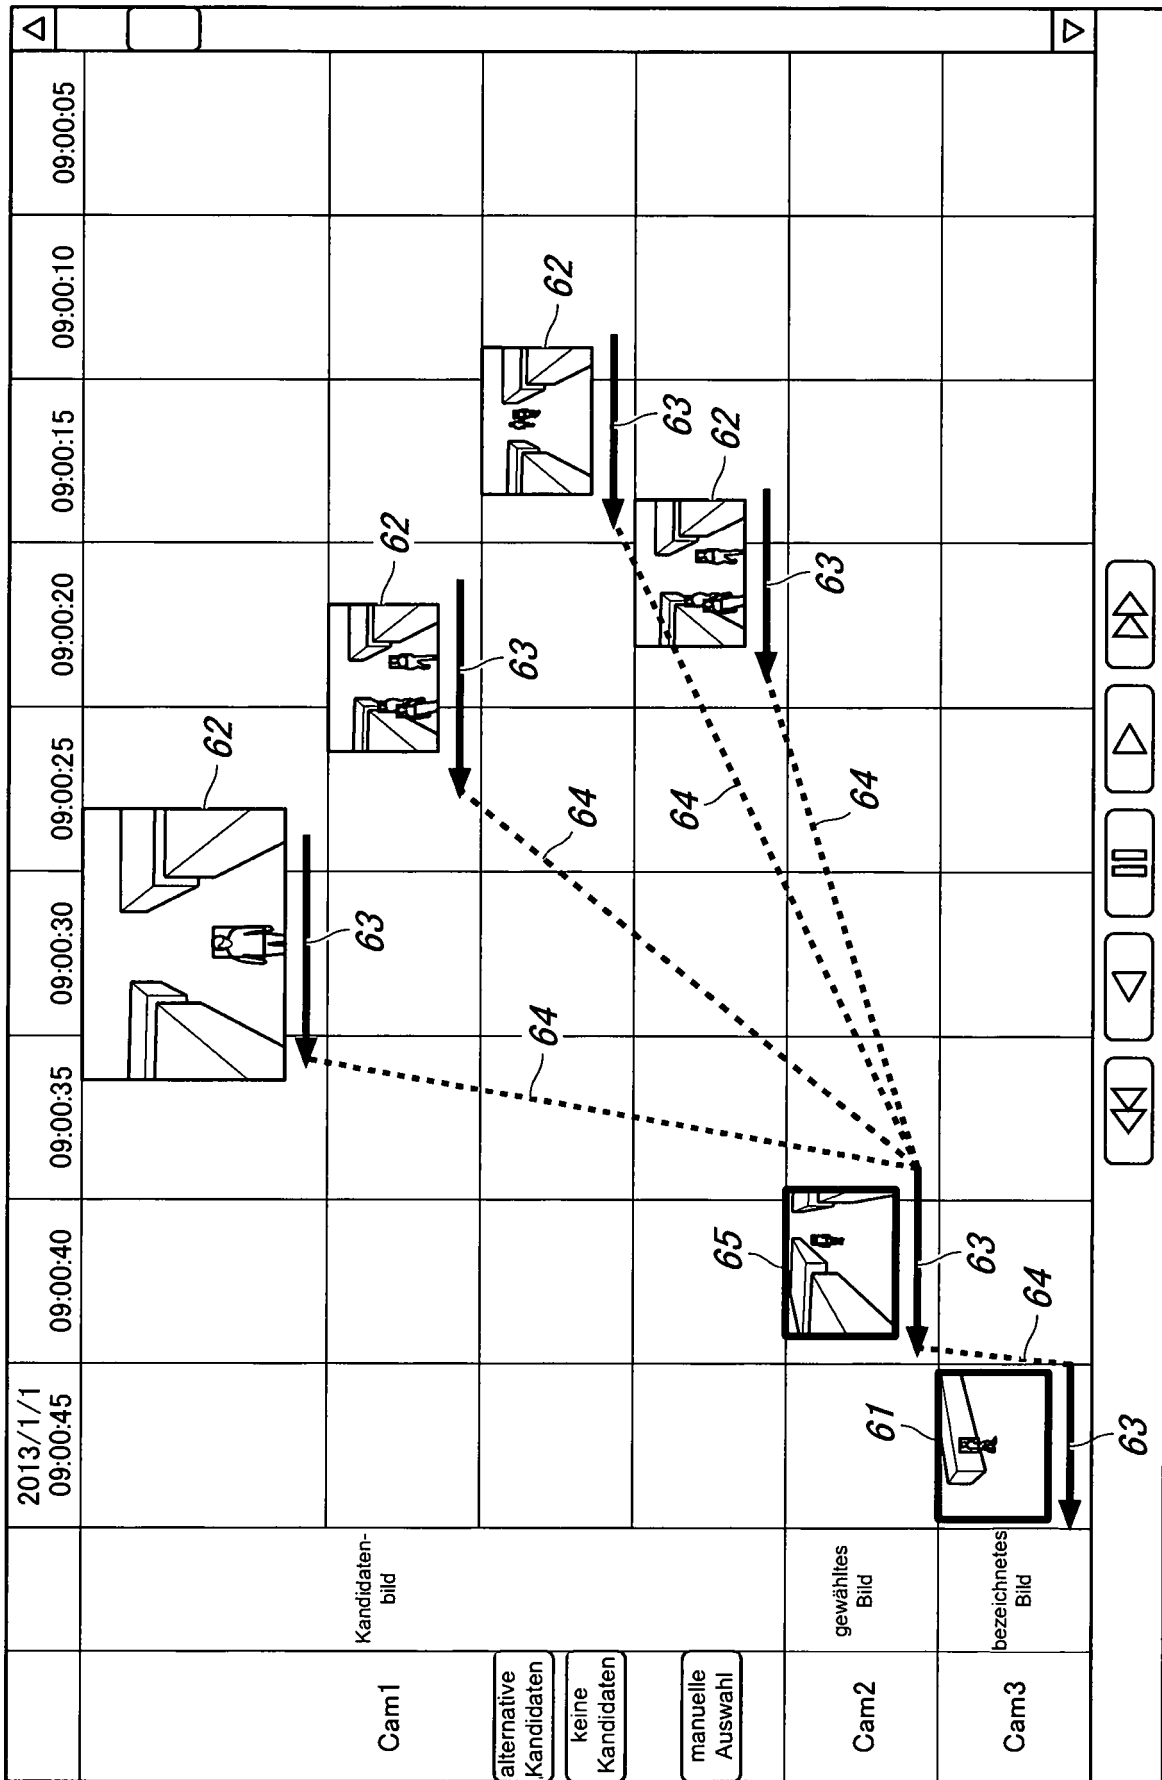 2013/1/1
09:00:45
09:00:40
09:00:35
09:00:30
09:00:25
09:00:20
09:00:15
09:00:10
09:00:05
62
63
Cam1
Kandidaten-
bild
62
63
64
64
62
alternative
Kandidaten
keine
Kandidaten
manuelle
Auswahl
64
63
62
65
63
64
Cam2
gewähltes
Bild
61
63
64
Cam3
bezeichnetes
Bild
63